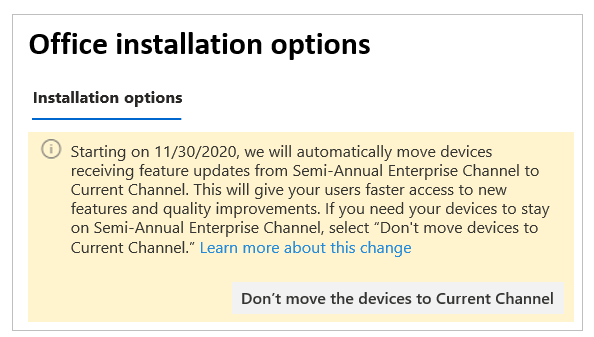 Office installation options
Installation options
Starting on 11/30/2020, we will automatically move devices
receiving feature updates from Semi-Annual Enterprise Channel to
Current Channel. This will give your users faster access to new
features and quality improvements. If you need your devices to stay
on Semi-Annual Enterprise Channel, select “Don't move devices to
Current Channel.” Learn more about this change
Don’t move the devices to Current Channel